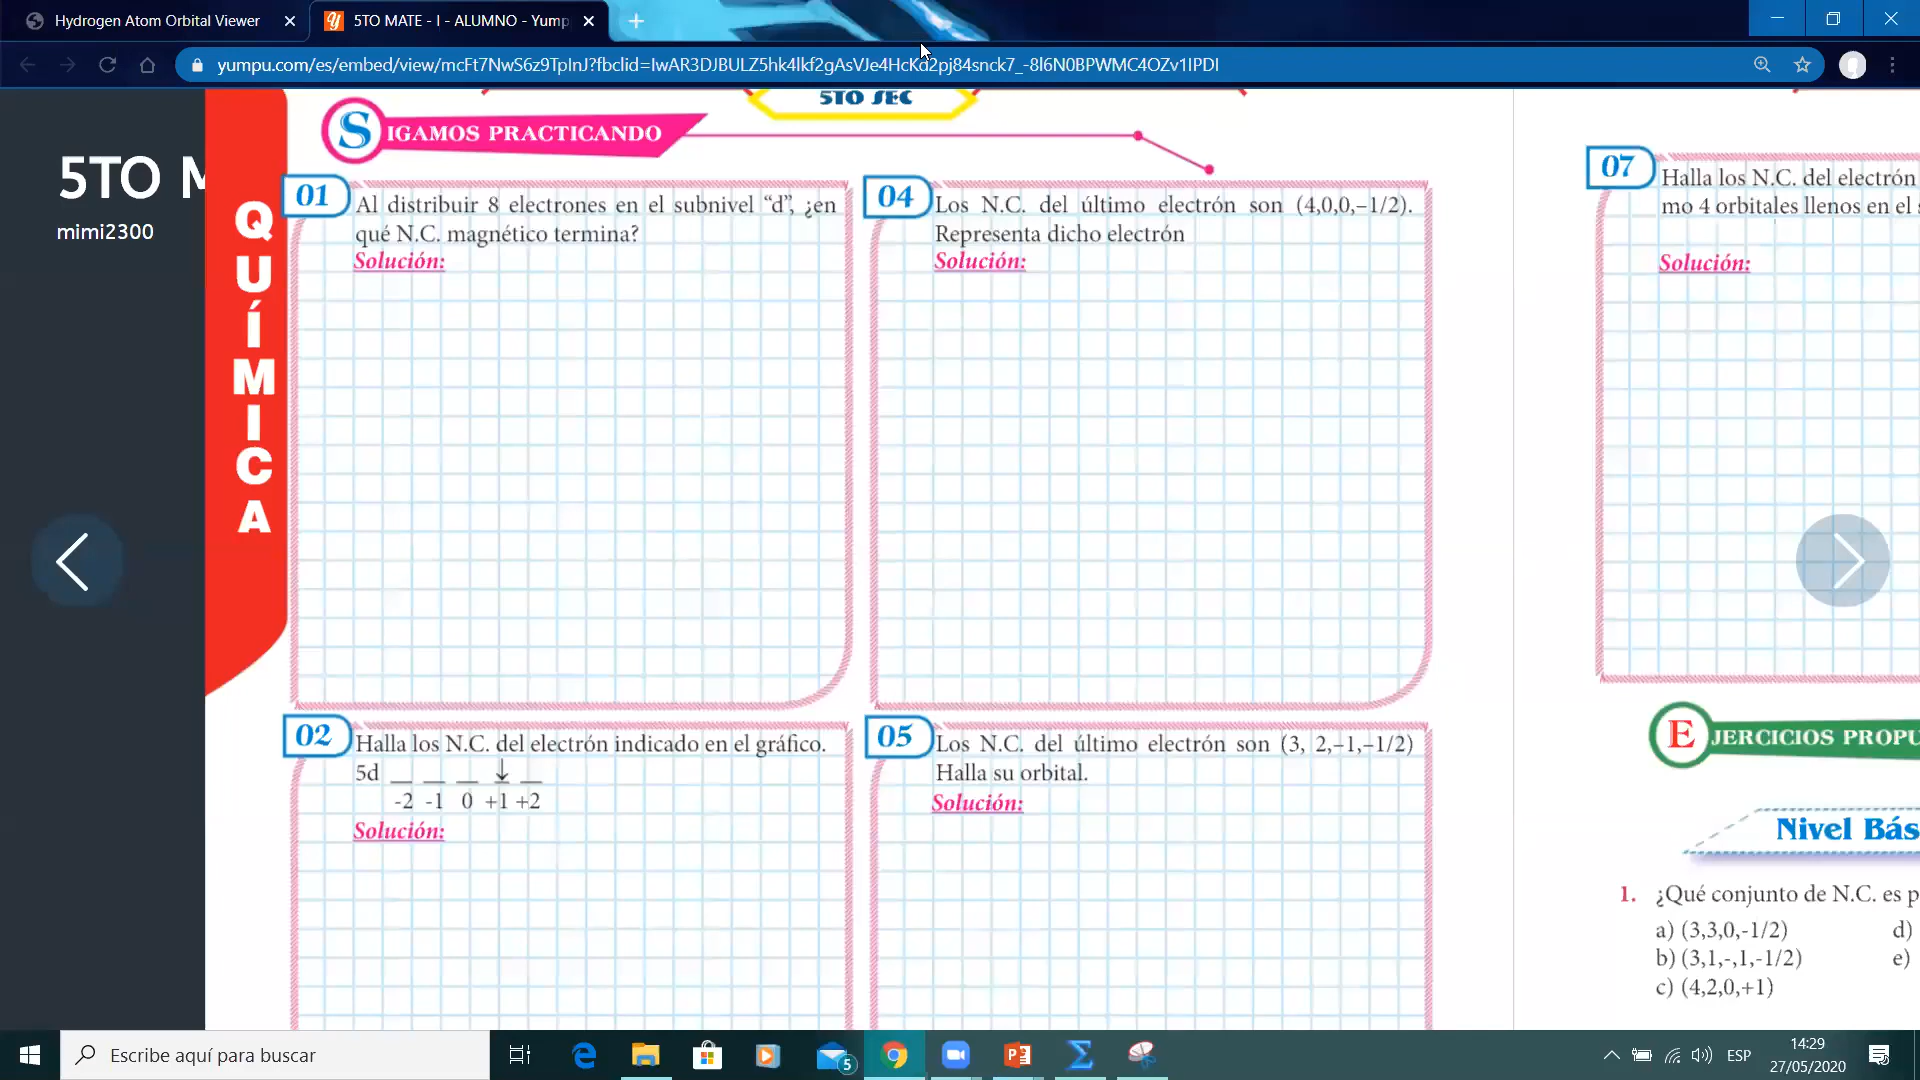 Hydrogen Atom Orbital Viewer
5TO MATE - I - ALUMNO - Yump
yumpu.com/es/embed/view/mcFt7NwS6z9TpInJ?fbclid=IwAR3DJBULZ5hk4lkf2gAsVJe4HcKd2pj84snck7_-8l6N0BPWMC4OZv1IPDI
5TO M
mimi2300
QUÍMICA
5TO SEC
SIGAMOS PRACTICANDO
01
Al distribuir 8 electrones en el subnivel “d”, ¿en
qué N.C. magnético termina?
Solución:
02
Halla los N.C. del electrón indicado en el gráfico.
5d __ __ __ ↓ __
-2 -1 0 +1 +2
Solución:
04
Los N.C. del último electrón son (4,0,0,–1/2).
Representa dicho electrón
Solución:
05
Los N.C. del último electrón son (3, 2,–1,–1/2)
Halla su orbital.
Solución:
07
Halla los N.C. del electrón
mo 4 orbitales llenos en el s
Solución:
EJERCICIOS PROPU
Nivel Bás
1. ¿Qué conjunto de N.C. es p
a) (3,3,0,-1/2)
d)
b) (3,1,-,1,-1/2)
e)
c) (4,2,0,+1)
Escribe aquí para buscar
5
ESP
14:29
27/05/2020